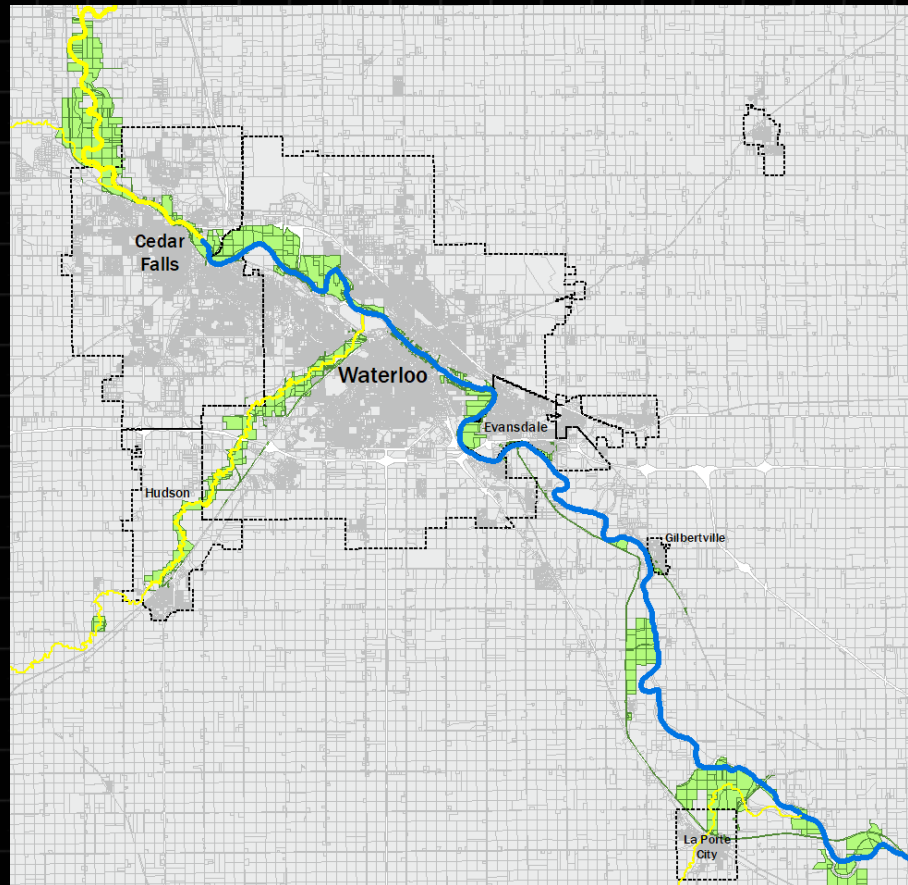 Cedar
Falls
Waterloo
Evansdale
Hudson
Gilbertville
La Porte
City